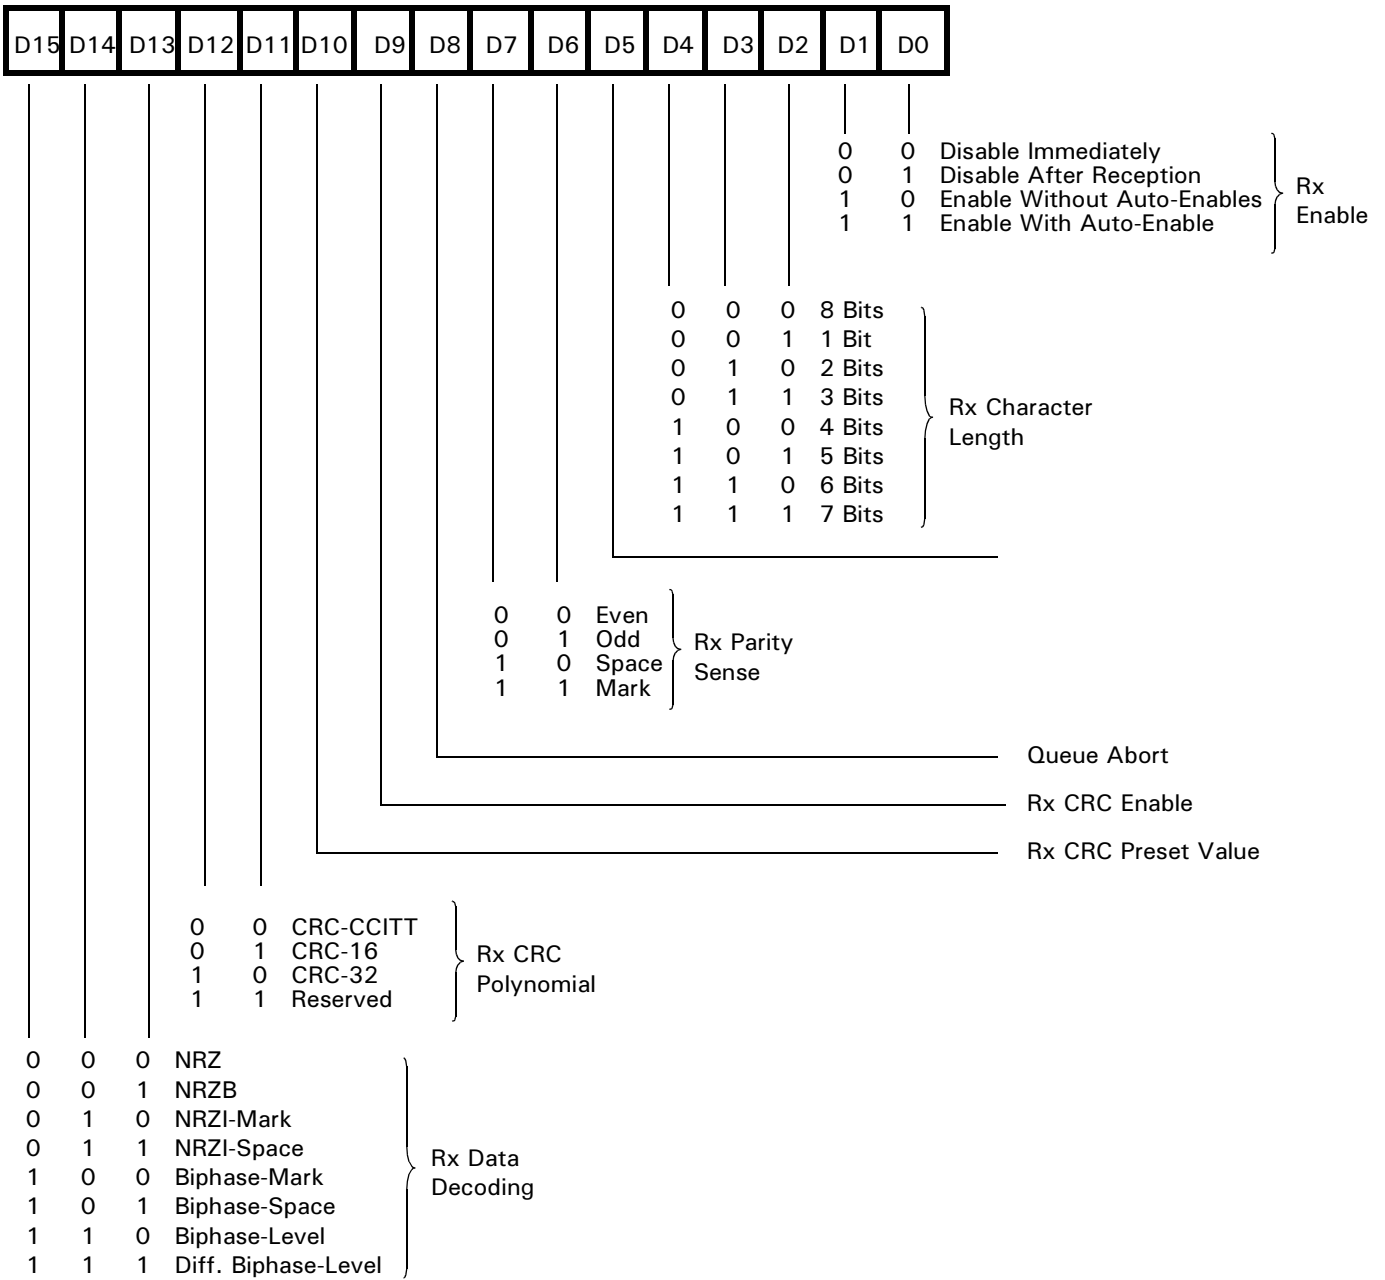 D15 D14 D13 D12 D11 D10 D9 D8 D7 D6 D5 D4 D3 D2 D1 D0
0 0 Disable Immediately
0 1 Disable After Reception
1 0 Enable Without Auto-Enables
1 1 Enable With Auto-Enable
Rx
Enable
0 0 0 8 Bits
0 0 1 1 Bit
0 1 0 2 Bits
0 1 1 3 Bits
1 0 0 4 Bits
1 0 1 5 Bits
1 1 0 6 Bits
1 1 1 7 Bits
Rx Character
Length
0 0 Even
0 1 Odd
1 0 Space
1 1 Mark
Rx Parity
Sense
Queue Abort
Rx CRC Enable
Rx CRC Preset Value
0 0 CRC-CCITT
0 1 CRC-16
1 0 CRC-32
1 1 Reserved
Rx CRC
Polynomial
0 0 0 NRZ
0 0 1 NRZB
0 1 0 NRZI-Mark
0 1 1 NRZI-Space
1 0 0 Biphase-Mark
1 0 1 Biphase-Space
1 1 0 Biphase-Level
1 1 1 Diff. Biphase-Level
Rx Data
Decoding